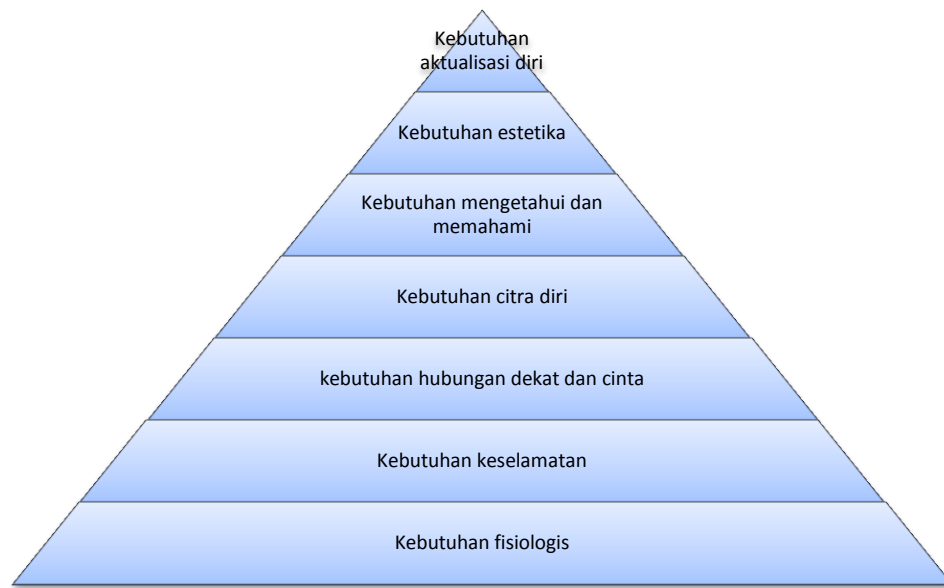 Kebutuhan
aktualisasi diri
Kebutuhan estetika
Kebutuhan mengetahui dan
memahami
Kebutuhan citra diri
kebutuhan hubungan dekat dan cinta
Kebutuhan keselamatan
Kebutuhan fisiologis